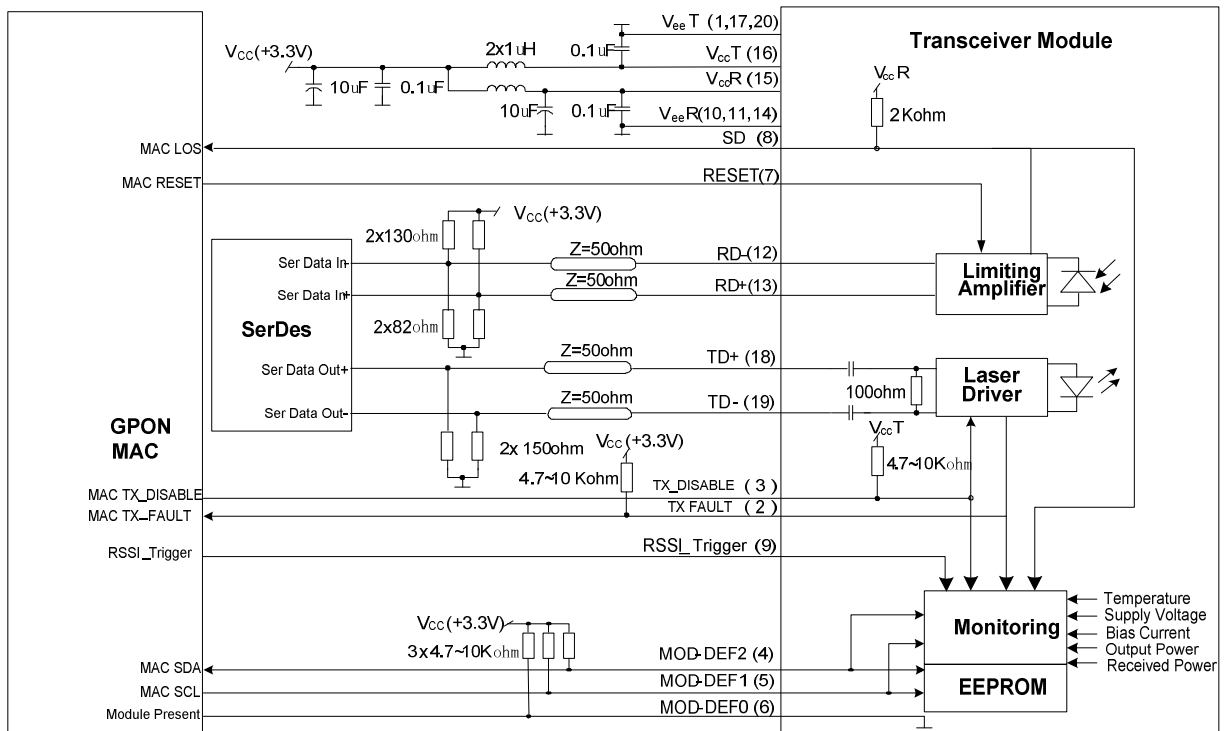 VeeT (1,17,20)
Transceiver Module
2x1uH
0.1uF
VCC(+3.3V)
VccT (16)
VccR (15)
VccR
10uF
0.1uF
10uF
0.1uF
VeeR(10,11,14)
2Kohm
SD (8)
MAC LOS
MAC RESET
RESET(7)
VCC(+3.3V)
2x130ohm
Z=50ohm
RD-(12)
Ser Data In-
Limiting
Amplifier
Z=50ohm
RD+(13)
Ser Data In+
SerDes
2x82ohm
Z=50ohm
TD+ (18)
Ser Data Out+
100ohm
Laser
Driver
Z=50ohm
TD- (19)
Ser Data Out-
GPON
MAC
2x 150ohm
VCC(+3.3V)
VccT
4.7~10 Kohm
4.7~10Kohm
MAC TX_DISABLE
TX_DISABLE ( 3 )
MAC TX_FAULT
TX FAULT ( 2 )
RSSI_Trigger
RSSI_Trigger (9)
VCC(+3.3V)
3x4.7~10Kohm
Monitoring
Temperature
Supply Voltage
Bias Current
Output Power
Received Power
MAC SDA
MOD-DEF2 (4)
MAC SCL
MOD-DEF1 (5)
EEPROM
Module Present
MOD-DEF0 (6)